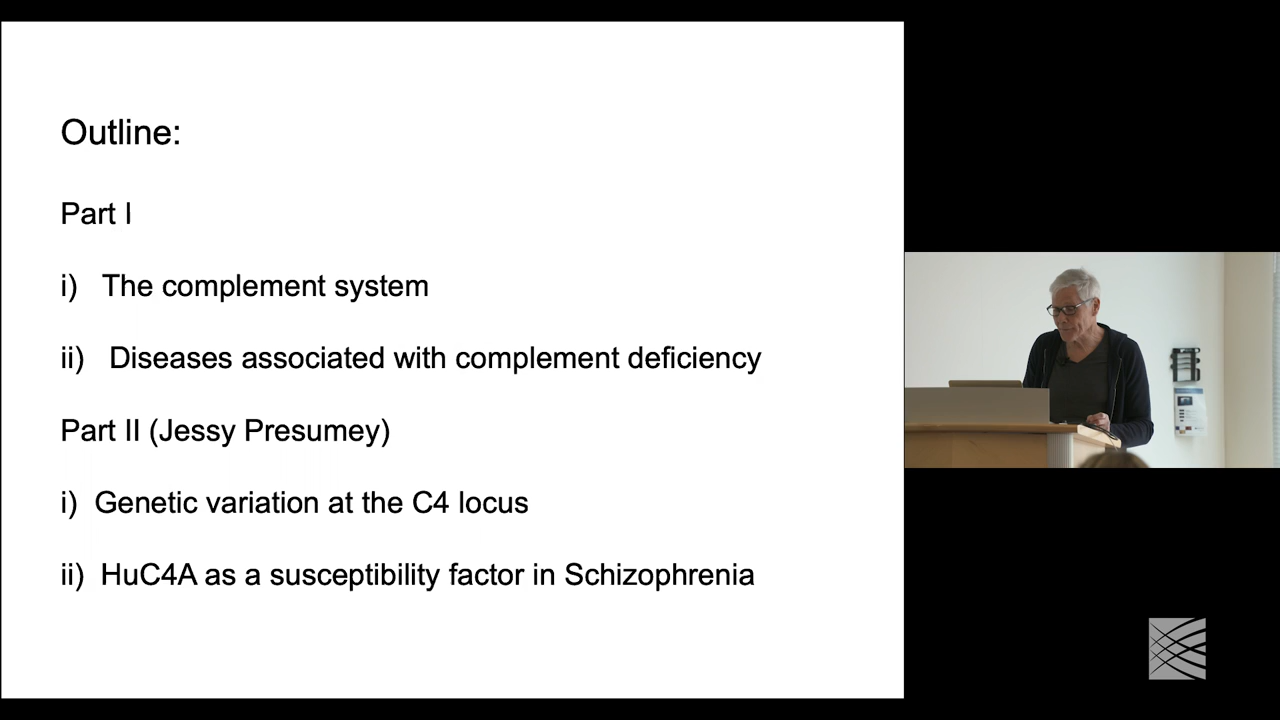 Outline:
Part I
i) The complement system
ii) Diseases associated with complement deficiency
Part II (Jessy Presumey)
i) Genetic variation at the C4 locus
ii) HuC4A as a susceptibility factor in Schizophrenia